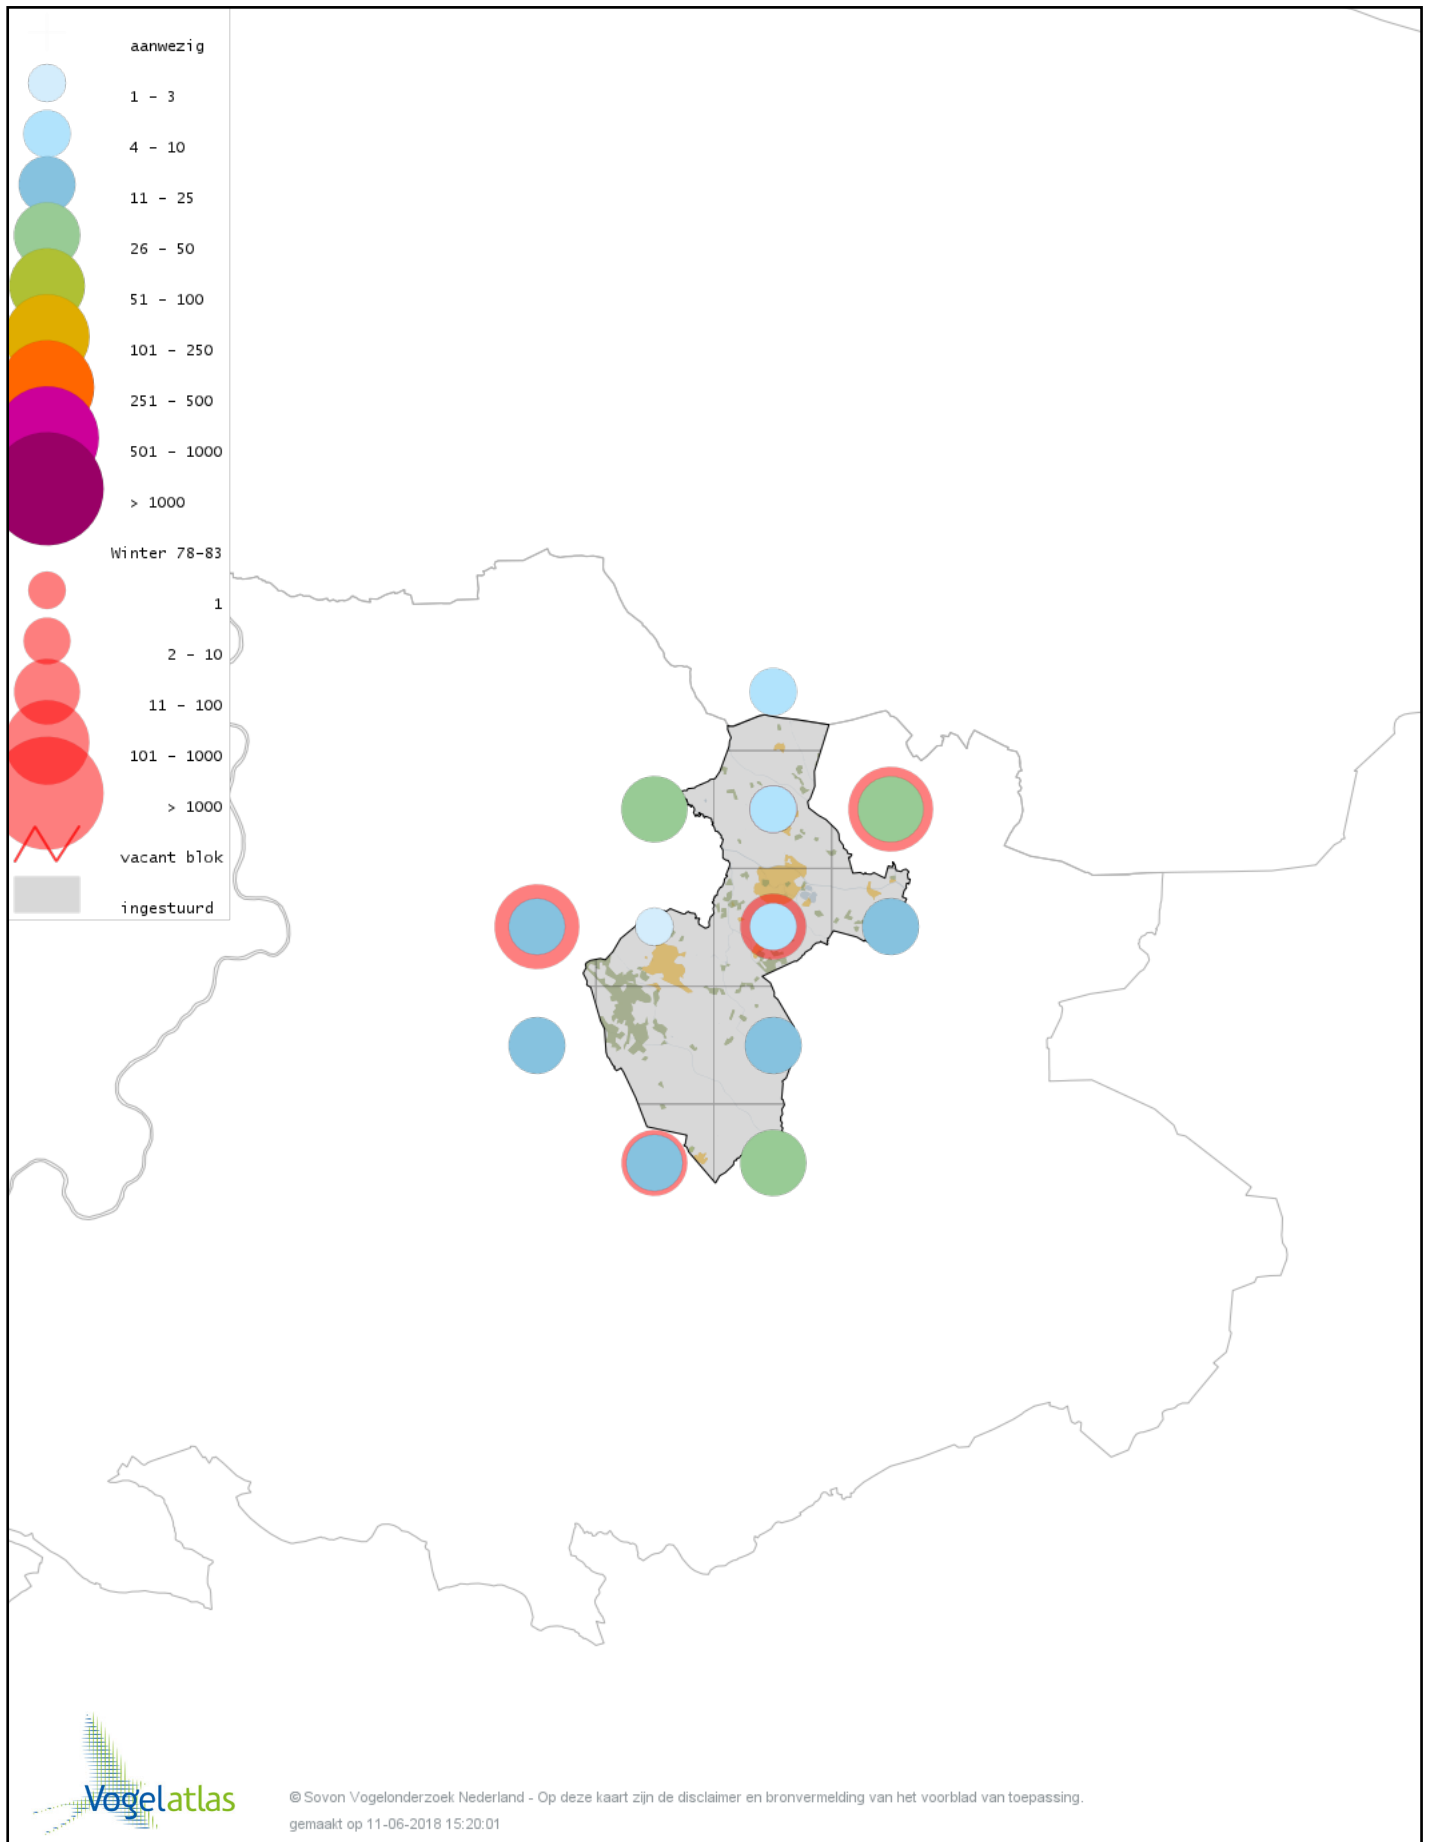 aanwezig
1 - 3
4 - 10
11 - 25
26 - 50
51 - 100
101 - 250
251 - 500
501 - 1000
> 1000
Winter 78-83
1
2 - 10
11 - 100
101 - 1000
> 1000
vacant blok
ingestuurd
Vogelatlas
© Sovon Vogelonderzoek Nederland - Op deze kaart zijn de disclaimer en bronvermelding van het voorblad van toepassing.
gemaakt op 11-06-2018 15:20:01